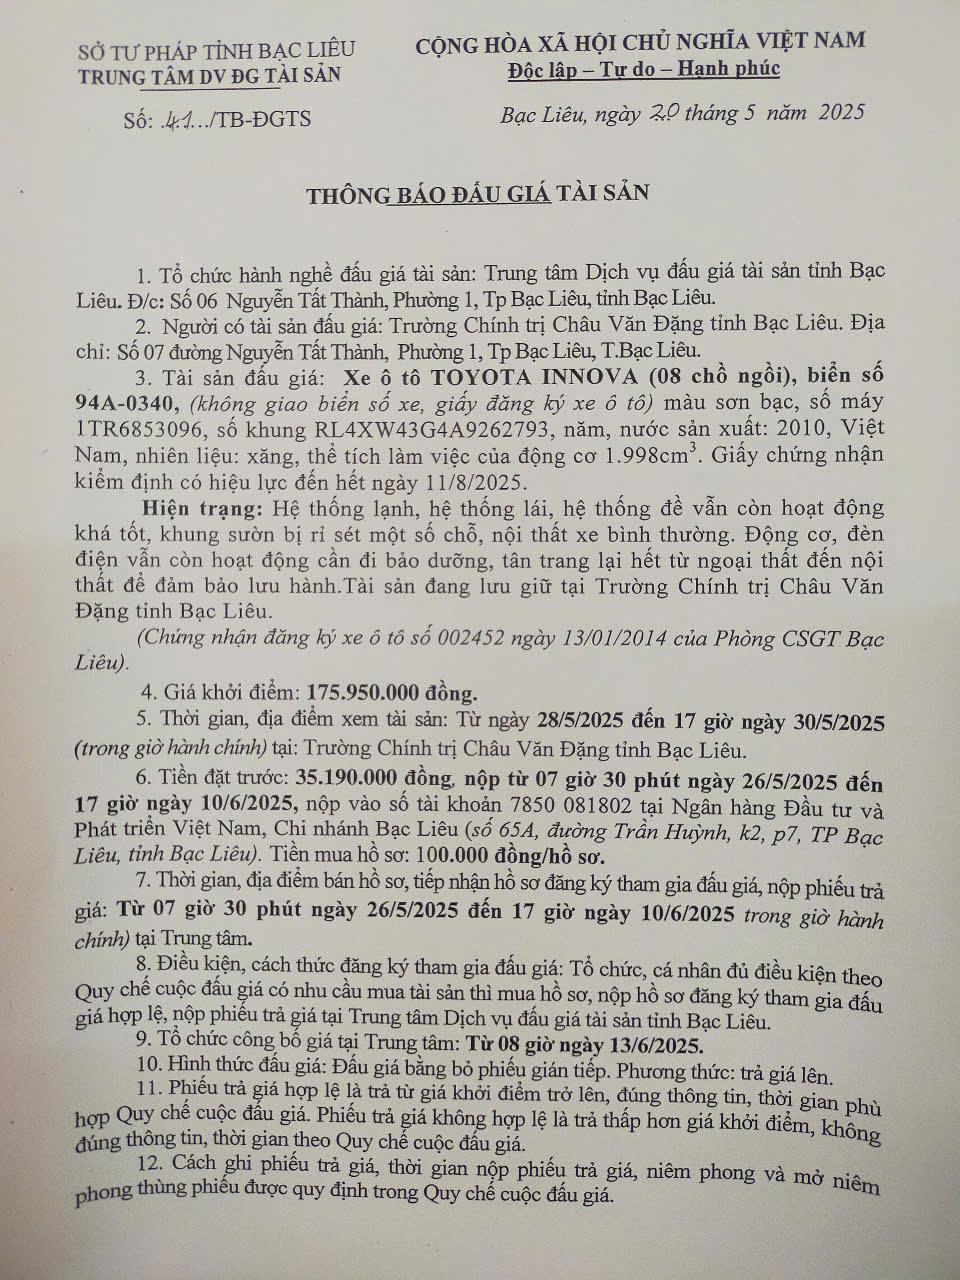 SỞ TƯ PHÁP TỈNH BẠC LIÊU
TRUNG TÂM DV ĐG TÀI SẢN
Số: .41.../TB-ĐGTS
CỘNG HÒA XÃ HỘI CHỦ NGHĨA VIỆT NAM
Độc lập – Tự do – Hạnh phúc
Bạc Liêu, ngày 20 tháng 5 năm 2025
THÔNG BÁO ĐẤU GIÁ TÀI SẢN
1. Tổ chức hành nghề đấu giá tài sản: Trung tâm Dịch vụ đấu giá tài sản tỉnh Bạc
Liêu. Đ/c: Số 06 Nguyễn Tất Thành, Phường 1, Tp Bạc Liêu, tỉnh Bạc Liêu.
2. Người có tài sản đấu giá: Trường Chính trị Châu Văn Đặng tỉnh Bạc Liêu. Địa
chỉ: Số 07 đường Nguyễn Tất Thành, Phường 1, Tp Bạc Liêu, T.Bạc Liêu.
3. Tài sản đấu giá: Xe ô tô TOYOTA INNOVA (08 chỗ ngồi), biển số
94A-0340, (không giao biển số xe, giấy đăng ký xe ô tô) màu sơn bạc, số máy
1TR6853096, số khung RL4XW43G4A9262793, năm, nước sản xuất: 2010, Việt
Nam, nhiên liệu: xăng, thể tích làm việc của động cơ 1.998cm³. Giấy chứng nhận
kiểm định có hiệu lực đến hết ngày 11/8/2025.
Hiện trạng: Hệ thống lạnh, hệ thống lái, hệ thống đề vẫn còn hoạt động
khá tốt, khung sườn bị rỉ sét một số chỗ, nội thất xe bình thường. Động cơ, đèn
điện vẫn còn hoạt động cần đi bảo dưỡng, tân trang lại hết từ ngoại thất đến nội
thất để đảm bảo lưu hành.Tài sản đang lưu giữ tại Trường Chính trị Châu Văn
Đặng tỉnh Bạc Liêu.
(Chứng nhận đăng ký xe ô tô số 002452 ngày 13/01/2014 của Phòng CSGT Bạc
Liêu).
4. Giá khởi điểm: 175.950.000 đồng.
5. Thời gian, địa điểm xem tài sản: Từ ngày 28/5/2025 đến 17 giờ ngày 30/5/2025
(trong giờ hành chính) tại: Trường Chính trị Châu Văn Đặng tỉnh Bạc Liêu.
6. Tiền đặt trước: 35.190.000 đồng, nộp từ 07 giờ 30 phút ngày 26/5/2025 đến
17 giờ ngày 10/6/2025, nộp vào số tài khoản 7850 081802 tại Ngân hàng Đầu tư và
Phát triển Việt Nam, Chi nhánh Bạc Liêu (số 65A, đường Trần Huỳnh, k2, p7, TP Bạc
Liêu, tỉnh Bạc Liêu). Tiền mua hồ sơ: 100.000 đồng/hồ sơ.
7. Thời gian, địa điểm bán hồ sơ, tiếp nhận hồ sơ đăng ký tham gia đấu giá, nộp phiếu trả
giá: Từ 07 giờ 30 phút ngày 26/5/2025 đến 17 giờ ngày 10/6/2025 trong giờ hành
chính) tại Trung tâm.
8. Điều kiện, cách thức đăng ký tham gia đấu giá: Tổ chức, cá nhân đủ điều kiện theo
Quy chế cuộc đấu giá có nhu cầu mua tài sản thì mua hồ sơ, nộp hồ sơ đăng ký tham gia đấu
giá hợp lệ, nộp phiếu trả giá tại Trung tâm Dịch vụ đấu giá tài sản tỉnh Bạc Liêu.
9. Tổ chức công bố giá tại Trung tâm: Từ 08 giờ ngày 13/6/2025.
10. Hình thức đấu giá: Đấu giá bằng bỏ phiếu gián tiếp. Phương thức: trả giá lên.
11. Phiếu trả giá hợp lệ là trả từ giá khởi điểm trở lên, đúng thông tin, thời gian phù
hợp Quy chế cuộc đấu giá. Phiếu trả giá không hợp lệ là trả thấp hơn giá khởi điểm, không
đúng thông tin, thời gian theo Quy chế cuộc đấu giá.
12. Cách ghi phiếu trả giá, thời gian nộp phiếu trả giá, niêm phong và mở niêm
phong thùng phiếu được quy định trong Quy chế cuộc đấu giá.